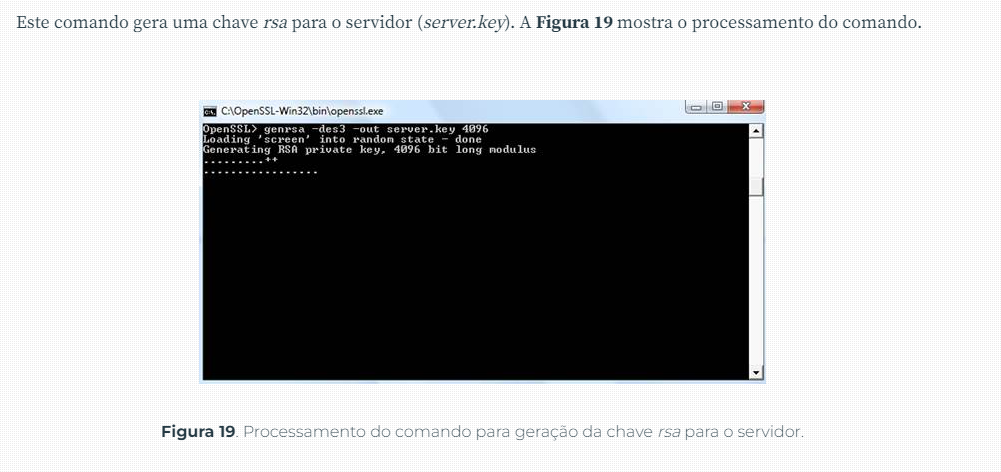 Este comando gera uma chave rsa para o servidor (server.key). A Figura 19 mostra o processamento do comando.
C:\OpenSSL-Win32\bin\openssl.exe
OpenSSL> genrsa -des3 -out server.key 4096
Loading 'screen' into random state - done
Generating RSA private key, 4096 bit long modulus
.........++
.................
Figura 19. Processamento do comando para geração da chave rsa para o servidor.